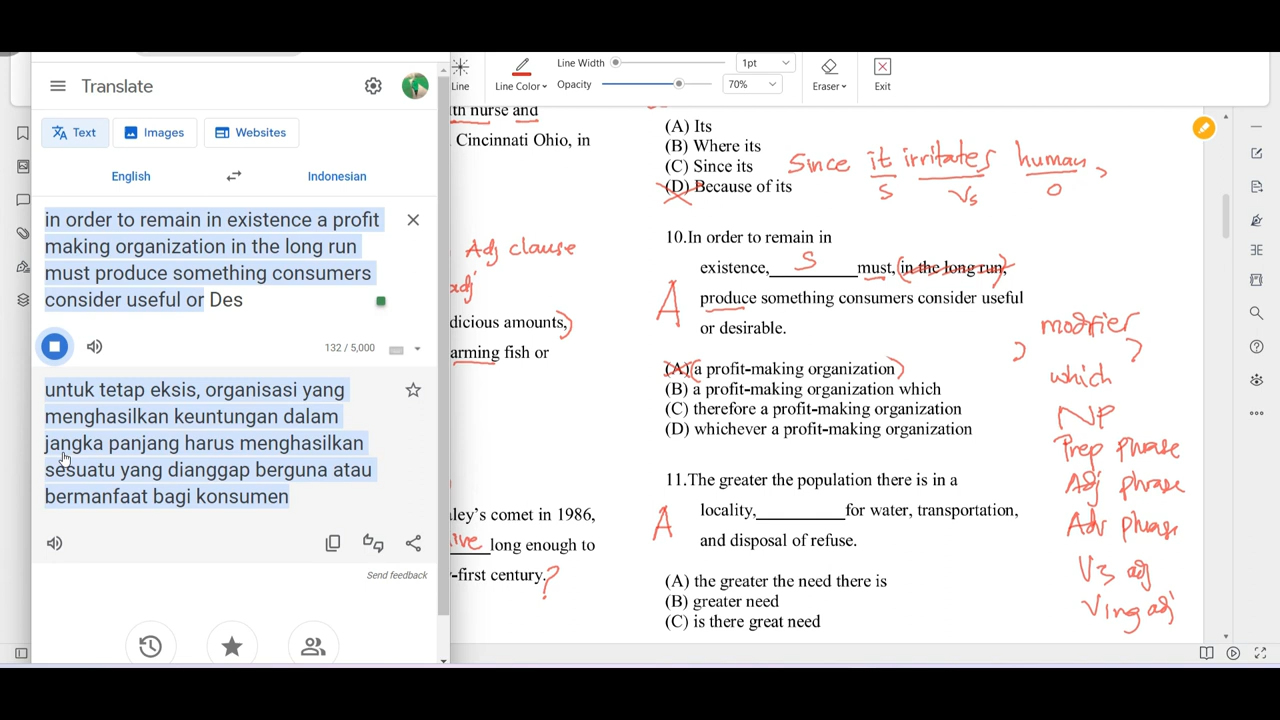 Translate
Text
Images
Websites
English
Indonesian
in order to remain in existence a profit
making organization in the long run
must produce something consumers
consider useful or Des
132 / 5,000
untuk tetap eksis, organisasi yang
menghasilkan keuntungan dalam
jangka panjang harus menghasilkan
sesuatu yang dianggap berguna atau
bermanfaat bagi konsumen
Send feedback
Line
Line Color
Line Width
1pt
Opacity
70%
Eraser
Exit
th nurse and
Cincinnati Ohio, in
Adj clause
adj
dicious amounts,)
arming fish or
ley's comet in 1986,
ive long enough to
-first century.?
(A) Its
(B) Where its
(C) Since its
(D) Because of its
Since it irritates human,
S Vs O
10.In order to remain in
existence,__________must, (in the long run,)
S
A
produce something consumers consider useful
or desirable.
(A) (a profit-making organization)
(B) a profit-making organization which
(C) therefore a profit-making organization
(D) whichever a profit-making organization
11.The greater the population there is in a
locality,__________for water, transportation,
A
and disposal of refuse.
(A) the greater the need there is
(B) greater need
(C) is there great need
modifier
, ,
which
NP
Prep phrase
Adj phrase
Adv phrase
V3 adj
Ving adj